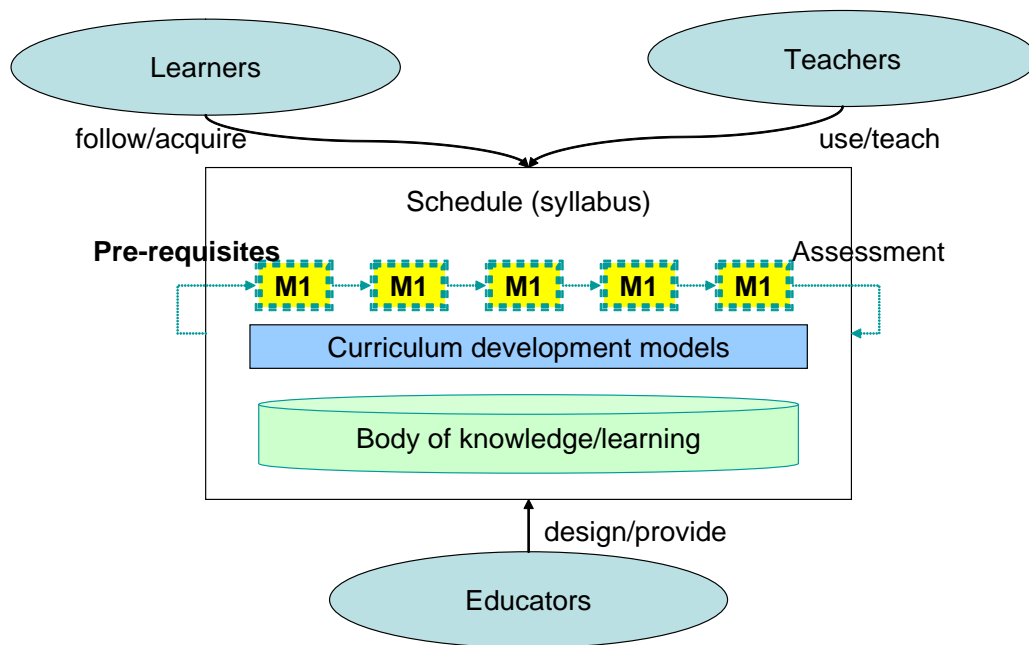 Learners
Teachers
follow/acquire
use/teach
Schedule (syllabus)
Pre-requisites
Assessment
M1
M1
M1
M1
M1
Curriculum development models
Body of knowledge/learning
design/provide
Educators